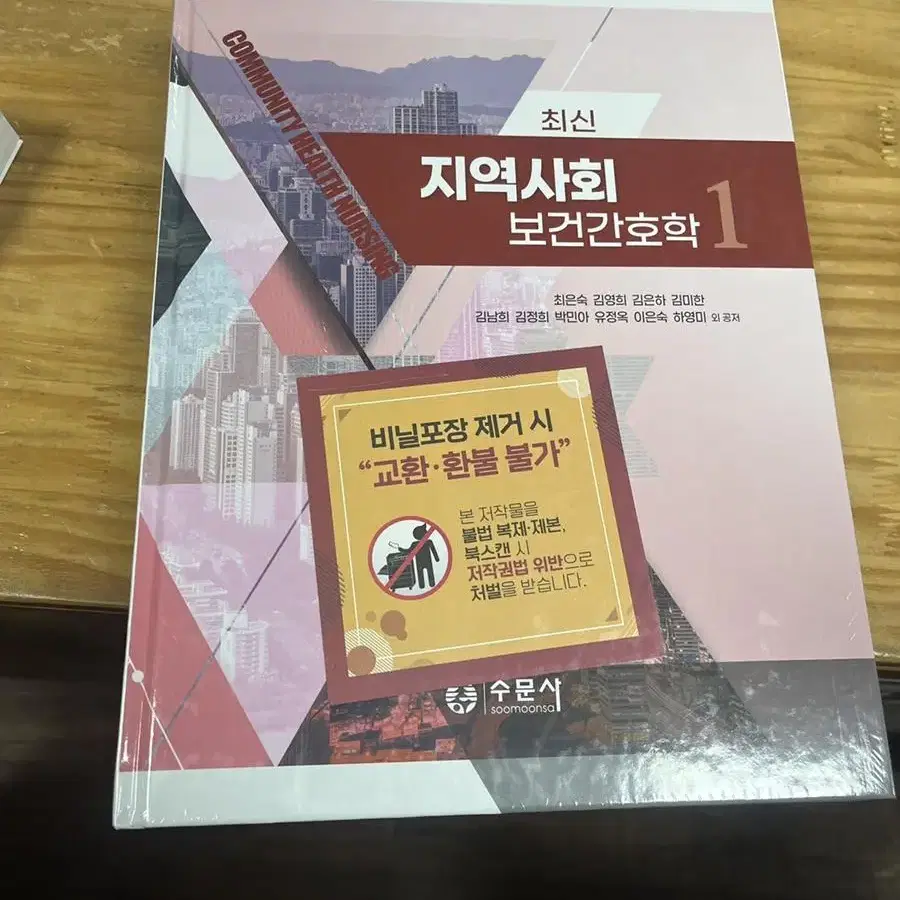 COMMUNITY HEALTH NURSING
최신
지역사회
보건간호학 1
최은숙 김영희 김은하 김미한
김남희 김정희 박민아 유정옥 이은숙 하영미 외 공저
비닐포장 제거 시
“교환·환불 불가”
본 저작물을
불법 복제·제본,
북스캔 시
저작권법 위반으로
처벌을 받습니다.
수문사
soomoonsa